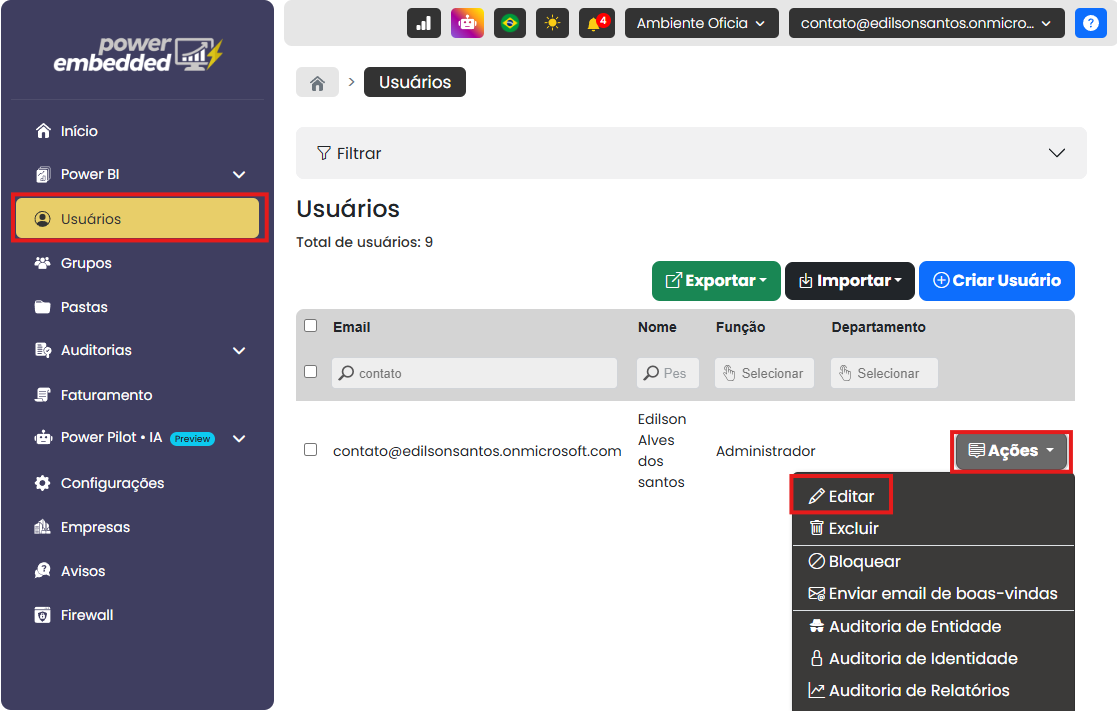 power
embedded
4
Ambiente Oficia
contato@edilsonsantos.onmicro...
?
Início
Power BI
Usuários
Grupos
Pastas
Auditorias
Faturamento
Power Pilot • IA Preview
Configurações
Empresas
Avisos
Firewall
> Usuários
Filtrar
Usuários
Total de usuários: 9
Exportar Importar Criar Usuário
Email Nome Função Departamento
contato Pes Selecionar Selecionar
contato@edilsonsantos.onmicrosoft.com
Edilson
Alves
dos
santos
Administrador
Ações
Editar
Excluir
Bloquear
Enviar email de boas-vindas
Auditoria de Entidade
Auditoria de Identidade
Auditoria de Relatórios